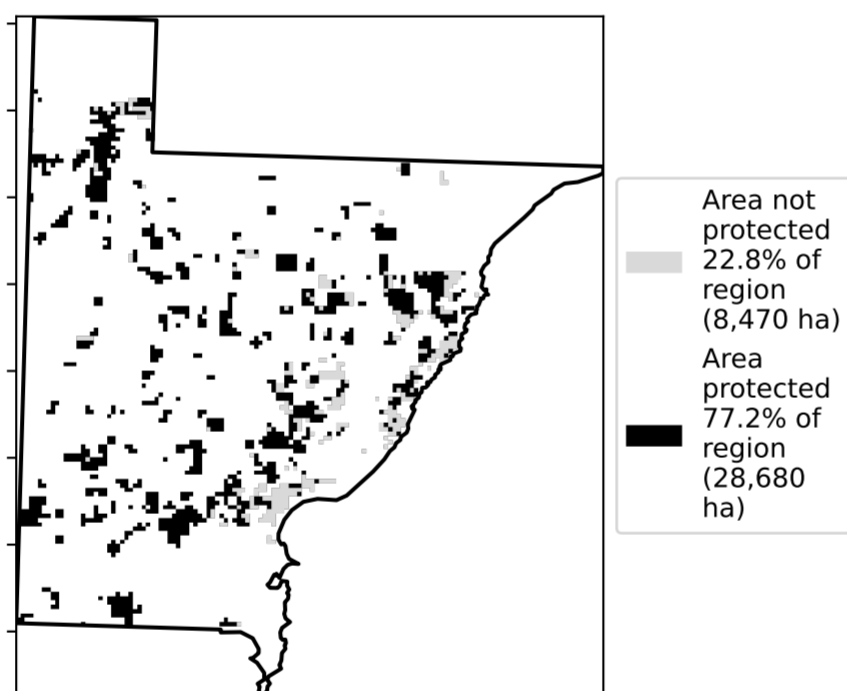 Area not
protected
22.8% of
region
(8,470 ha)
Area
protected
77.2% of
region
(28,680
ha)